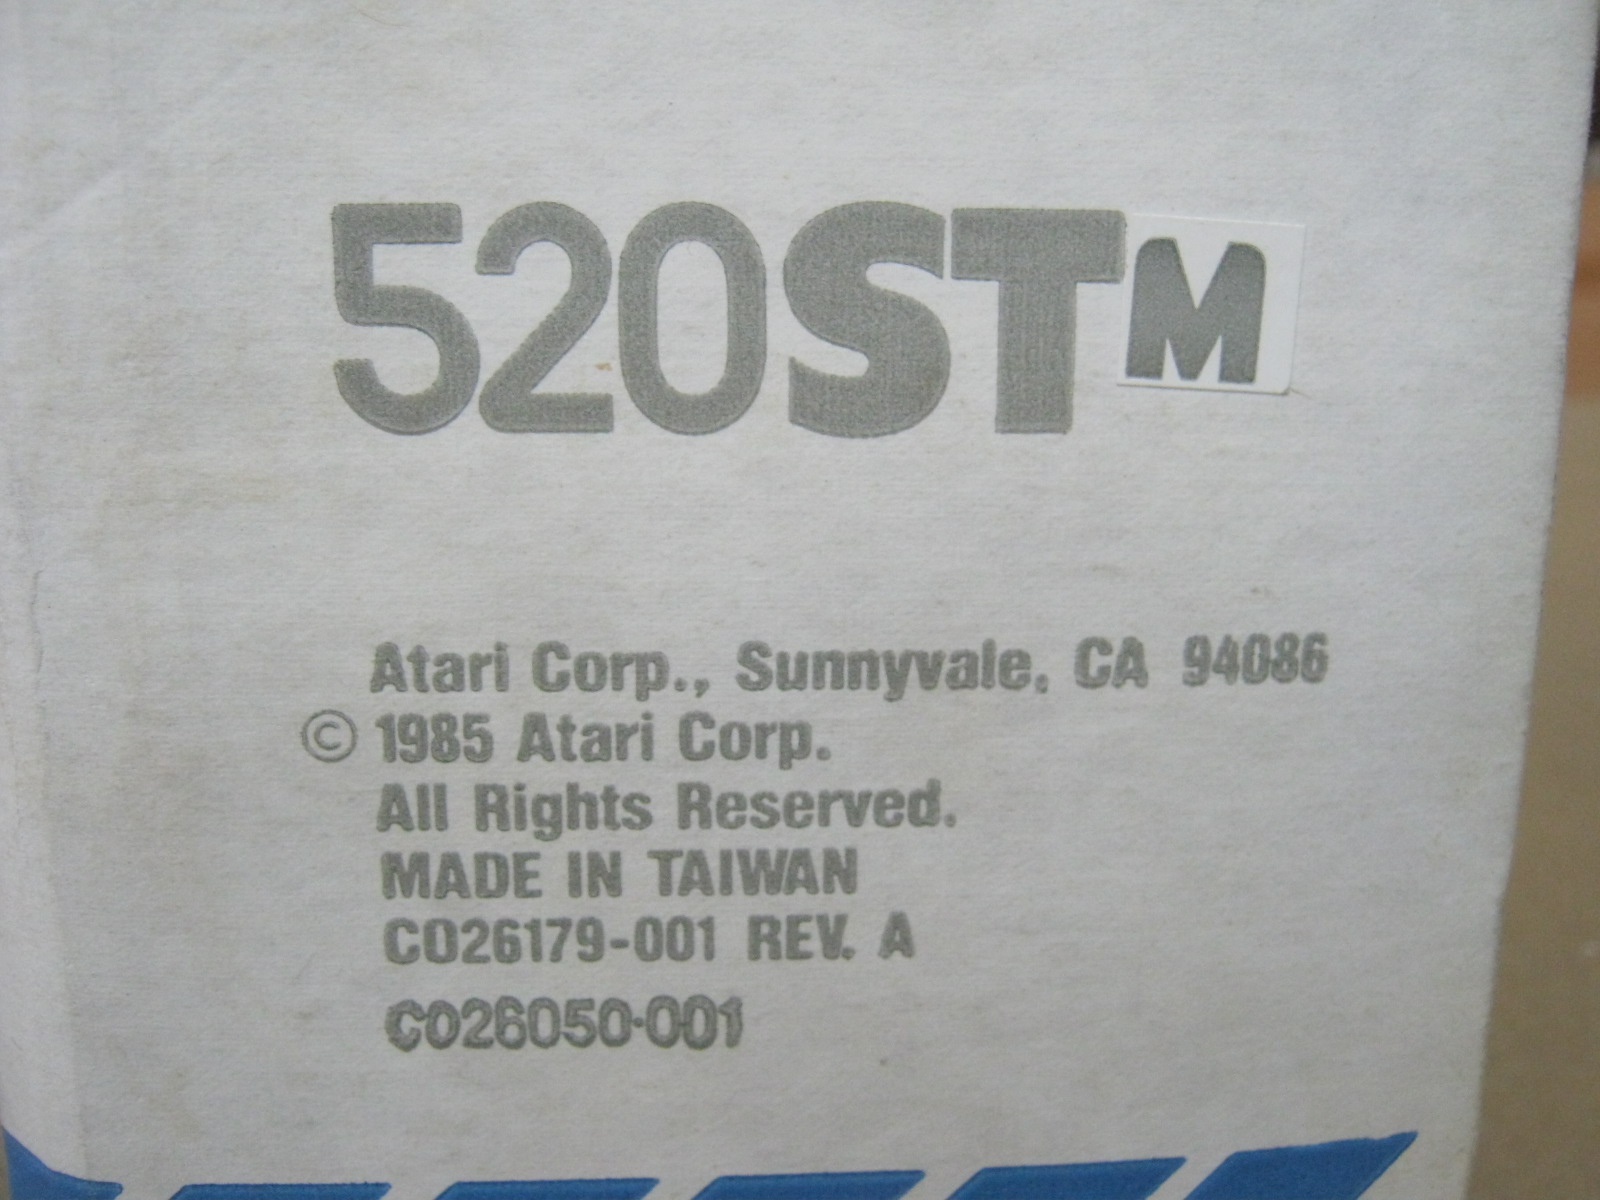 520STM
Atari Corp., Sunnyvale, CA 94086
© 1985 Atari Corp.
All Rights Reserved.
MADE IN TAIWAN
CO26179-001 REV. A
CO26050-001